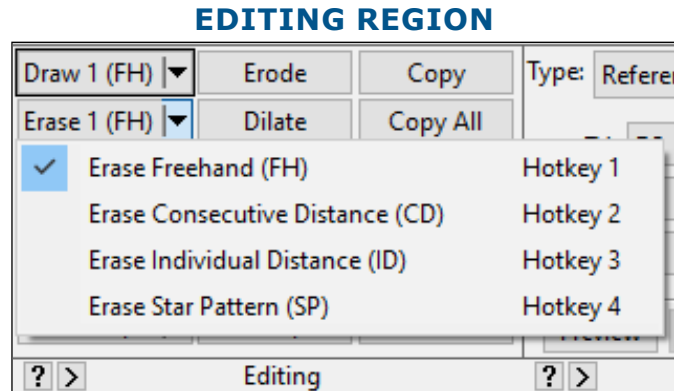 EDITING REGION
Draw 1 (FH) Erode Copy Type: Referen
Erase 1 (FH) Dilate Copy All
✓ Erase Freehand (FH) Hotkey 1
Erase Consecutive Distance (CD) Hotkey 2
Erase Individual Distance (ID) Hotkey 3
Erase Star Pattern (SP) Hotkey 4
? > Editing ? >